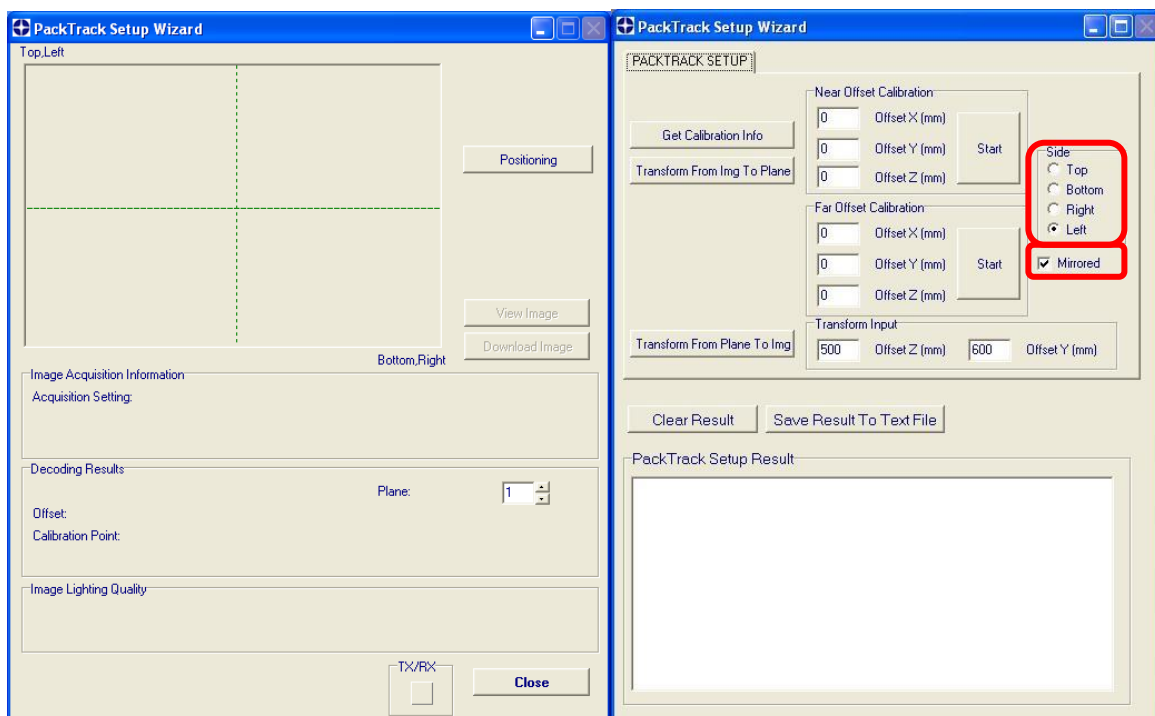 PackTrack Setup Wizard
Top,Left
Positioning
View Image
Download Image
Bottom,Right
Image Acquisition Information
Acquisition Setting:
Decoding Results
Plane:
1
Offset:
Calibration Point:
Image Lighting Quality
TX/RX
Close
PackTrack Setup Wizard
PACKTRACK SETUP
Get Calibration Info
Transform From Img To Plane
Near Offset Calibration
0 Offset X (mm)
0 Offset Y (mm)
0 Offset Z (mm)
Start
Side
Top
Bottom
Right
Left
Mirrored
Far Offset Calibration
0 Offset X (mm)
0 Offset Y (mm)
0 Offset Z (mm)
Start
Transform From Plane To Img
Transform Input
500 Offset Z (mm) 600 Offset Y (mm)
Clear Result
Save Result To Text File
PackTrack Setup Result